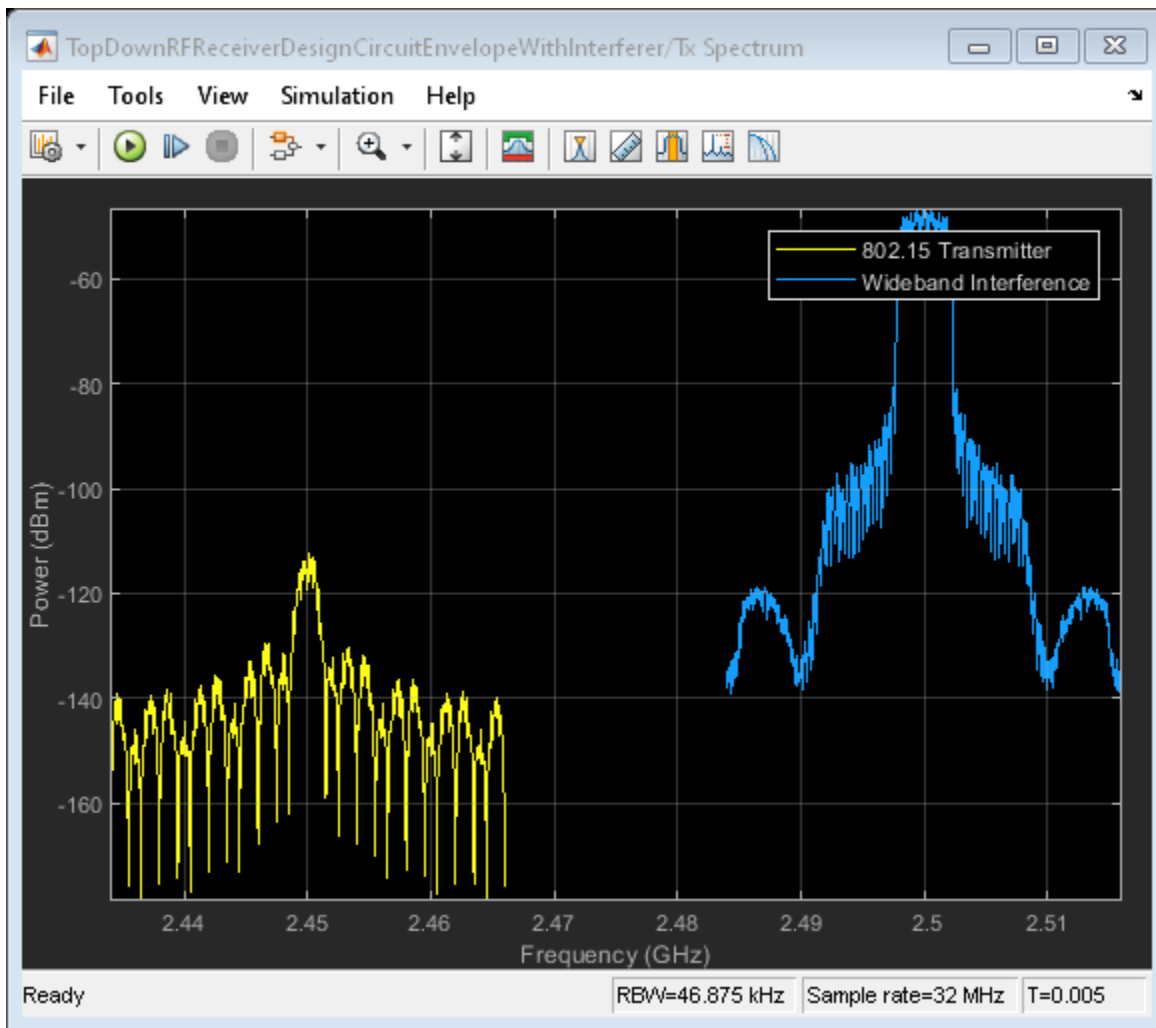 TopDownRFReceiverDesignCircuitEnvelopeWithInterferer/Tx Spectrum
File Tools View Simulation Help
802.15 Transmitter
Wideband Interference
-60
-80
-100
-120
-140
-160
Power (dBm)
2.44 2.45 2.46 2.47 2.48 2.49 2.5 2.51
Frequency (GHz)
Ready RBW=46.875 kHz Sample rate=32 MHz T=0.005